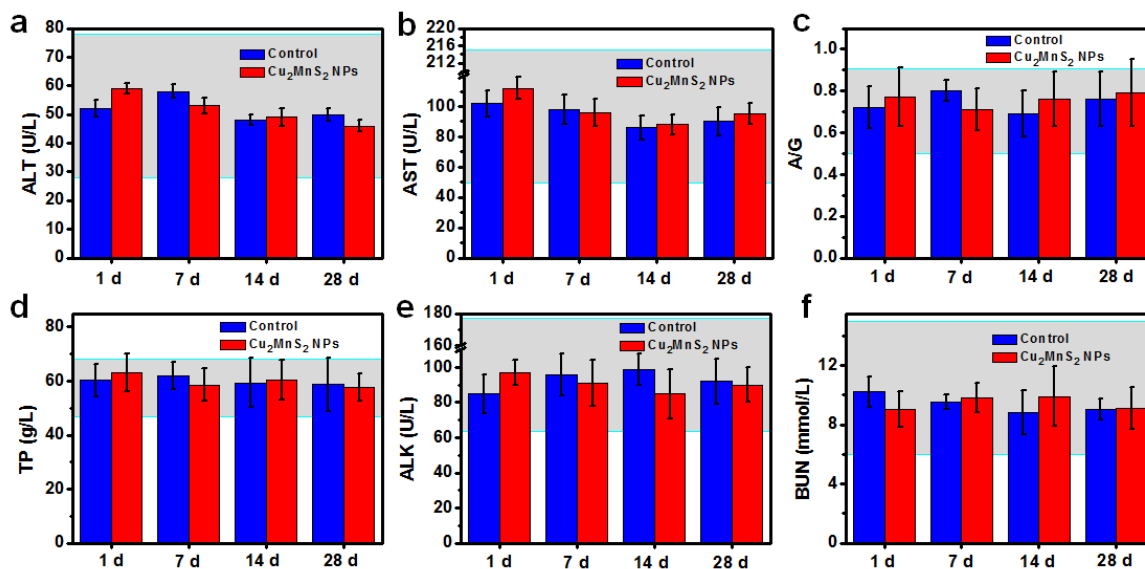 a
ALT (U/L)
80
70
60
50
40
30
20
10
0
Control
Cu₂MnS₂ NPs
1 d 7 d 14 d 28 d
b
AST (U/L)
220
216
212
100
80
60
40
20
0
Control
Cu₂MnS₂ NPs
1 d 7 d 14 d 28 d
c
A/G
1.0
0.8
0.6
0.4
0.2
0.0
Control
Cu₂MnS₂ NPs
1 d 7 d 14 d 28 d
d
TP (g/L)
80
60
40
20
0
Control
Cu₂MnS₂ NPs
1 d 7 d 14 d 28 d
e
ALK (U/L)
180
160
100
80
60
40
20
0
Control
Cu₂MnS₂ NPs
1 d 7 d 14 d 28 d
f
BUN (mmol/L)
12
9
6
3
0
Control
Cu₂MnS₂ NPs
1 d 7 d 14 d 28 d